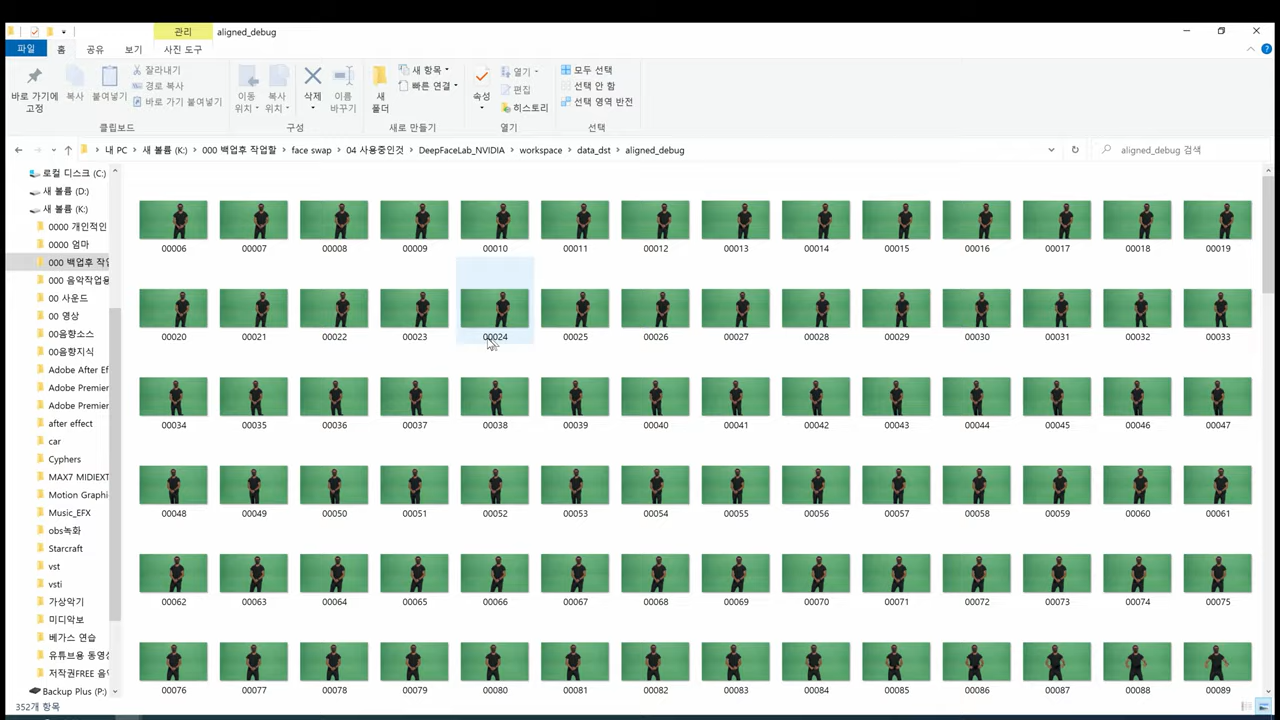 관리
aligned_debug
파일
홈
공유
보기
사진 도구
바로 가기에
고정
복사
붙여넣기
잘라내기
경로 복사
바로 가기 붙여넣기
클립보드
이동
위치
복사
위치
삭제
이름
바꾸기
구성
새
폴더
새 항목
빠른 연결
새로 만들기
속성
열기
편집
히스토리
열기
모두 선택
선택 안 함
선택 영역 반전
선택
내 PC
새 볼륨 (K:)
000 백업후 작업할
face swap
04 사용중인것
DeepFaceLab_NVIDIA
workspace
data_dst
aligned_debug
aligned_debug 검색
로컬 디스크 (C:)
새 볼륨 (D:)
새 볼륨 (K:)
0000 개인적인
0000 엄마
000 백업후 작업
000 음악작업용
00 사운드
00 영상
00음향소스
00음향지식
Adobe After Ef
Adobe Premier
Adobe Premier
after effect
car
Cyphers
MAX7 MIDIEXT
Motion Graphi
Music_EFX
obs녹화
Starcraft
vst
vsti
가상악기
미디악보
베가스 연습
유튜브용 동영상
저작권FREE 음
Backup Plus (P:)
00006 00007 00008 00009 00010 00011 00012 00013 00014 00015 00016 00017 00018 00019
00020 00021 00022 00023 00024 00025 00026 00027 00028 00029 00030 00031 00032 00033
00034 00035 00036 00037 00038 00039 00040 00041 00042 00043 00044 00045 00046 00047
00048 00049 00050 00051 00052 00053 00054 00055 00056 00057 00058 00059 00060 00061
00062 00063 00064 00065 00066 00067 00068 00069 00070 00071 00072 00073 00074 00075
00076 00077 00078 00079 00080 00081 00082 00083 00084 00085 00086 00087 00088 00089
352개 항목